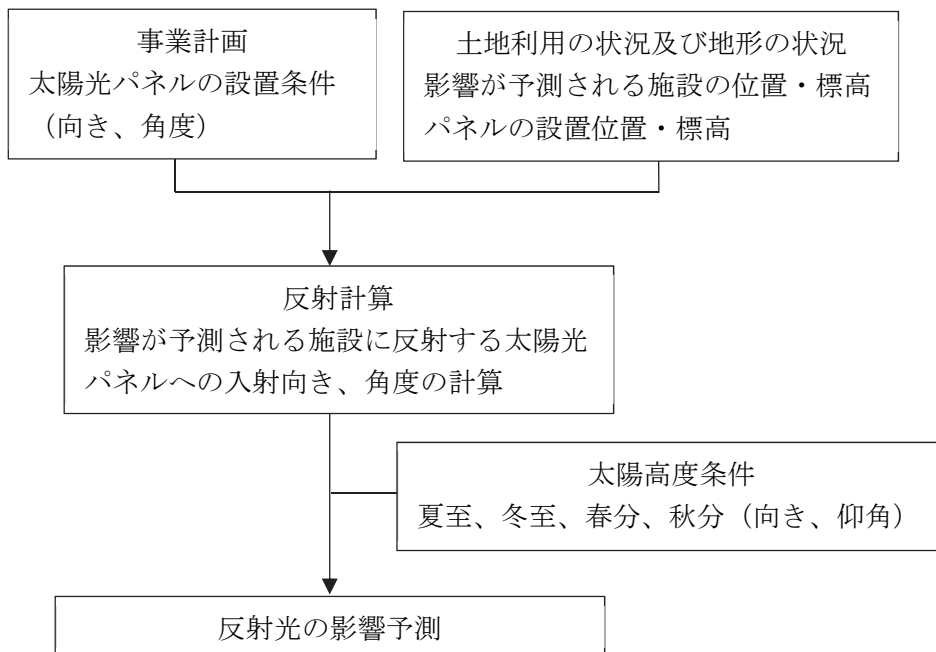 事業計画
太陽光パネルの設置条件
（向き、角度）
土地利用の状況及び地形の状況
影響が予測される施設の位置・標高
パネルの設置位置・標高
反射計算
影響が予測される施設に反射する太陽光
パネルへの入射向き、角度の計算
太陽高度条件
夏至、冬至、春分、秋分（向き、仰角）
反射光の影響予測